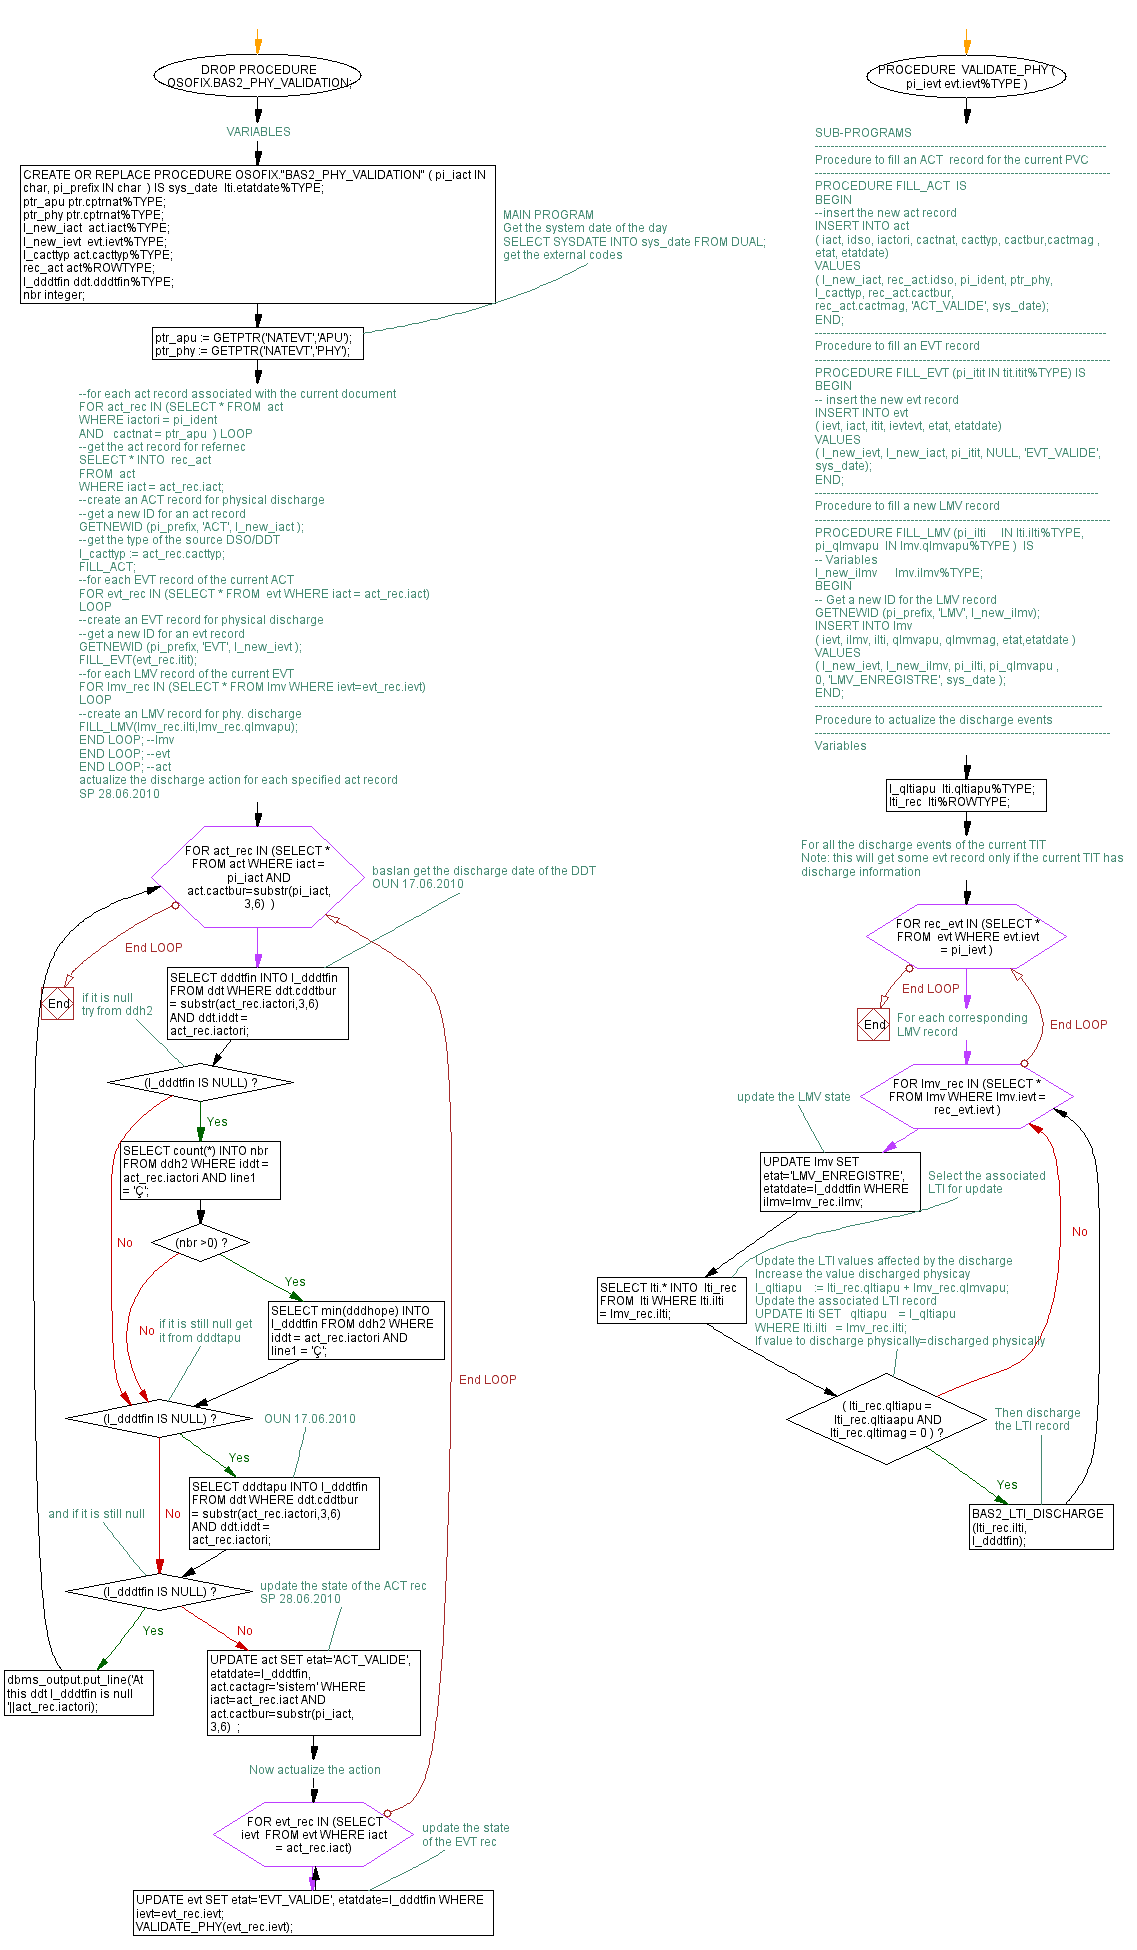 DROP PROCEDURE
OSOFIX.BAS2_PHY_VALIDATION;
VARIABLES
CREATE OR REPLACE PROCEDURE OSOFIX."BAS2_PHY_VALIDATION" ( pi_iact IN
char, pi_prefix IN char  ) IS sys_date  lti.etatdate%TYPE;
ptr_apu ptr.cptrnat%TYPE;
ptr_phy ptr.cptrnat%TYPE;
l_new_iact  act.iact%TYPE;
l_new_ievt  evt.ievt%TYPE;
l_cacttyp act.cacttyp%TYPE;
rec_act act%ROWTYPE;
l_dddtfin ddt.dddtfin%TYPE;
nbr integer;
MAIN PROGRAM
Get the system date of the day
SELECT SYSDATE INTO sys_date FROM DUAL;
get the external codes
ptr_apu := GETPTR('NATEVT','APU');
ptr_phy := GETPTR('NATEVT','PHY');
--for each act record associated with the current document
FOR act_rec IN (SELECT * FROM  act
WHERE iactori = pi_ident
AND   cactnat = ptr_apu  ) LOOP
--get the act record for refernec
SELECT * INTO  rec_act
FROM  act
WHERE iact = act_rec.iact;
--create an ACT record for physical discharge
--get a new ID for an act record
GETNEWID (pi_prefix, 'ACT', l_new_iact );
--get the type of the source DSO/DDT
l_cacttyp := act_rec.cacttyp;
FILL_ACT;
--for each EVT record of the current ACT
FOR evt_rec IN (SELECT * FROM  evt WHERE iact = act_rec.iact)
LOOP
--create an EVT record for physical discharge
--get a new ID for an evt record
GETNEWID (pi_prefix, 'EVT', l_new_ievt );
FILL_EVT(evt_rec.itit);
--for each LMV record of the current EVT
FOR lmv_rec IN (SELECT * FROM lmv WHERE ievt=evt_rec.ievt)
LOOP
--create an LMV record for phy. discharge
FILL_LMV(lmv_rec.ilti,lmv_rec.qlmvapu);
END LOOP; --lmv
END LOOP; --evt
END LOOP; --act
actualize the discharge action for each specified act record
SP 28.06.2010
FOR act_rec IN (SELECT *
FROM act WHERE iact =
pi_iact AND
act.cactbur=substr(pi_iact,
3,6)  )
baslan get the discharge date of the DDT
OUN 17.06.2010
End LOOP
End
SELECT dddtfin INTO l_dddtfin
FROM ddt WHERE ddt.cddtbur
= substr(act_rec.iactori,3,6)
AND ddt.iddt =
act_rec.iactori;
if it is null
try from ddh2
(l_dddtfin IS NULL) ?
Yes
SELECT count(*) INTO nbr
FROM ddh2 WHERE iddt =
act_rec.iactori AND line1
= 'Ç';
No
(nbr >0) ?
Yes
SELECT min(dddhope) INTO
l_dddtfin FROM ddh2 WHERE
iddt = act_rec.iactori AND
line1 = 'Ç';
No
if it is still null get
it from dddtapu
End LOOP
(l_dddtfin IS NULL) ?
OUN 17.06.2010
Yes
SELECT dddtapu INTO l_dddtfin
FROM ddt WHERE ddt.cddtbur
= substr(act_rec.iactori,3,6)
AND ddt.iddt =
act_rec.iactori;
No
and if it is still null
(l_dddtfin IS NULL) ?
update the state of the ACT rec
SP 28.06.2010
Yes
No
dbms_output.put_line('At
this ddt l_dddtfin is null
'||act_rec.iactori);
UPDATE act SET etat='ACT_VALIDE',
etatdate=l_dddtfin,
act.cactagr='sistem' WHERE
iact=act_rec.iact AND
act.cactbur=substr(pi_iact,
3,6)  ;
Now actualize the action
FOR evt_rec IN (SELECT
ievt  FROM evt WHERE iact
= act_rec.iact)
update the state
of the EVT rec
UPDATE evt SET etat='EVT_VALIDE', etatdate=l_dddtfin WHERE
ievt=evt_rec.ievt;
VALIDATE_PHY(evt_rec.ievt);
PROCEDURE  VALIDATE_PHY (
pi_ievt evt.ievt%TYPE )
SUB-PROGRAMS
Procedure to fill an ACT  record for the current PVC
PROCEDURE FILL_ACT  IS
BEGIN
--insert the new act record
INSERT INTO act
( iact, idso, iactori, cactnat, cacttyp, cactbur,cactmag ,
etat, etatdate)
VALUES
( l_new_iact, rec_act.idso, pi_ident, ptr_phy,
l_cacttyp, rec_act.cactbur,
rec_act.cactmag, 'ACT_VALIDE', sys_date);
END;
Procedure to fill an EVT record
PROCEDURE FILL_EVT (pi_itit IN tit.itit%TYPE) IS
BEGIN
-- insert the new evt record
INSERT INTO evt
( ievt, iact, itit, ievtevt, etat, etatdate)
VALUES
( l_new_ievt, l_new_iact, pi_itit, NULL, 'EVT_VALIDE',
sys_date);
END;
Procedure to fill a new LMV record
PROCEDURE FILL_LMV (pi_ilti     IN lti.ilti%TYPE,
pi_qlmvapu  IN lmv.qlmvapu%TYPE )  IS
-- Variables
l_new_ilmv      lmv.ilmv%TYPE;
BEGIN
-- Get a new ID for the LMV record
GETNEWID (pi_prefix, 'LMV', l_new_ilmv);
INSERT INTO lmv
( ievt, ilmv, ilti, qlmvapu, qlmvmag, etat,etatdate )
VALUES
( l_new_ievt, l_new_ilmv, pi_ilti, pi_qlmvapu ,
0, 'LMV_ENREGISTRE', sys_date );
END;
Procedure to actualize the discharge events
Variables
l_qltiapu  lti.qltiapu%TYPE;
lti_rec  lti%ROWTYPE;
For all the discharge events of the current TIT
Note: this will get some evt record only if the current TIT has
discharge information
FOR rec_evt IN (SELECT *
FROM  evt WHERE evt.ievt
= pi_ievt )
End LOOP
End
For each corresponding
LMV record
End LOOP
FOR lmv_rec IN (SELECT *
FROM lmv WHERE lmv.ievt =
rec_evt.ievt )
update the LMV state
UPDATE lmv SET
etat='LMV_ENREGISTRE',
etatdate=l_dddtfin WHERE
ilmv=lmv_rec.ilmv;
Select the associated
LTI for update
No
SELECT lti.* INTO  lti_rec
FROM  lti WHERE lti.ilti
= lmv_rec.ilti;
Update the LTI values affected by the discharge
Increase the value discharged physicay
l_qltiapu    := lti_rec.qltiapu + lmv_rec.qlmvapu;
Update the associated LTI record
UPDATE lti SET   qltiapu    = l_qltiapu
WHERE lti.ilti   = lmv_rec.ilti;
If value to discharge physically=discharged physically
( lti_rec.qltiapu =
lti_rec.qltiaapu AND
lti_rec.qltimag = 0 ) ?
Then discharge
the LTI record
Yes
BAS2_LTI_DISCHARGE
(lti_rec.ilti,
l_dddtfin);